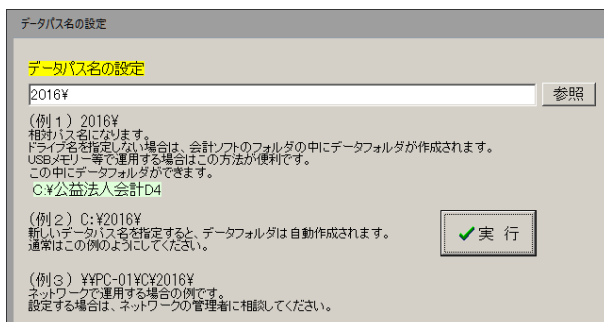 データパス名の設定
データパス名の設定
2016¥
参照
(例１) 2016¥
相対パス名になります。
ドライブ名を指定しない場合は、会計ソフトのフォルダの中にデータフォルダが作成されます。
USBメモリー等で運用する場合はこの方法が便利です。
この中にデータフォルダができます。
C:¥公益法人会計D4
(例２) C:¥2016¥
新しいデータパス名を指定すると、データフォルダは自動作成されます。
通常はこの例のようにしてください。
実 行
(例３) ¥¥PC-01¥C¥2016¥
ネットワークで運用する場合の例です。
設定する場合は、ネットワークの管理者に相談してください。